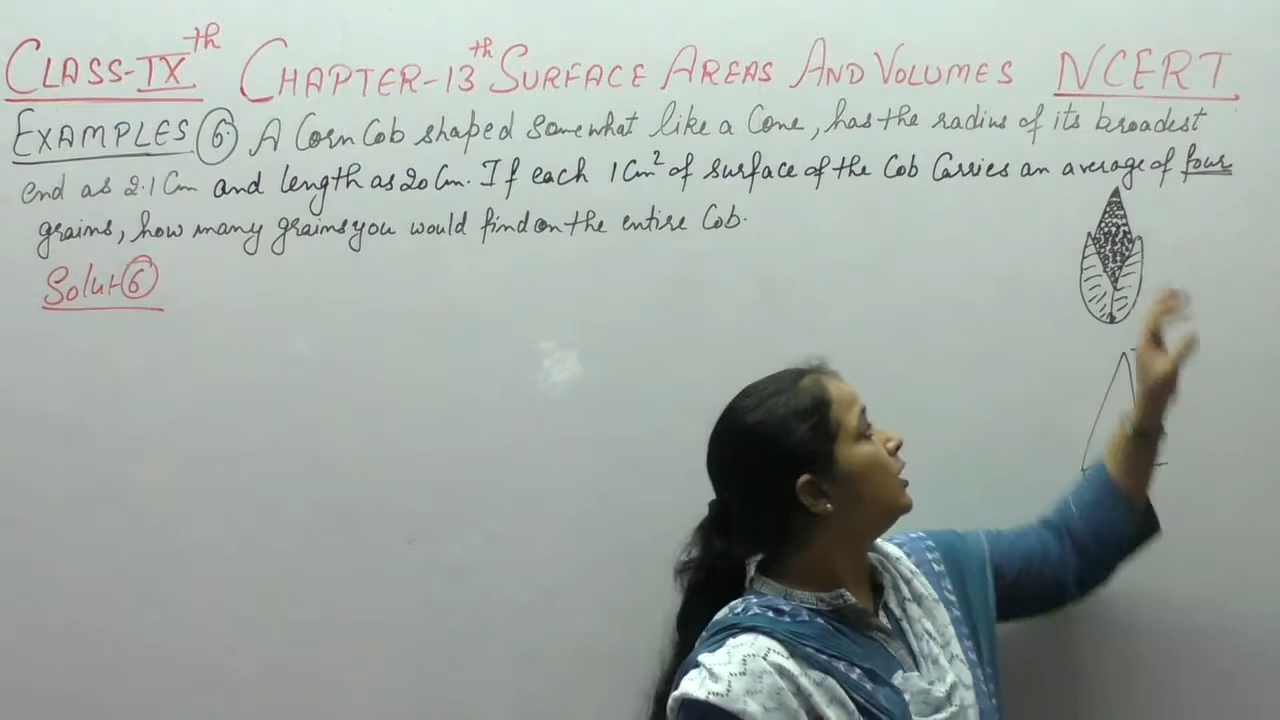 CLASS-IXth CHAPTER-13th SURFACE AREAS AND VOLUMES NCERT
EXAMPLES 6. A Corn Cob shaped Somewhat like a Cone, has the radius of its broadest
end as 2.1 Cm and length as 20 Cm. If each 1 Cm² of surface of the Cob Carries an average of four
grains, how many grains you would find on the entire Cob.
Solut 6